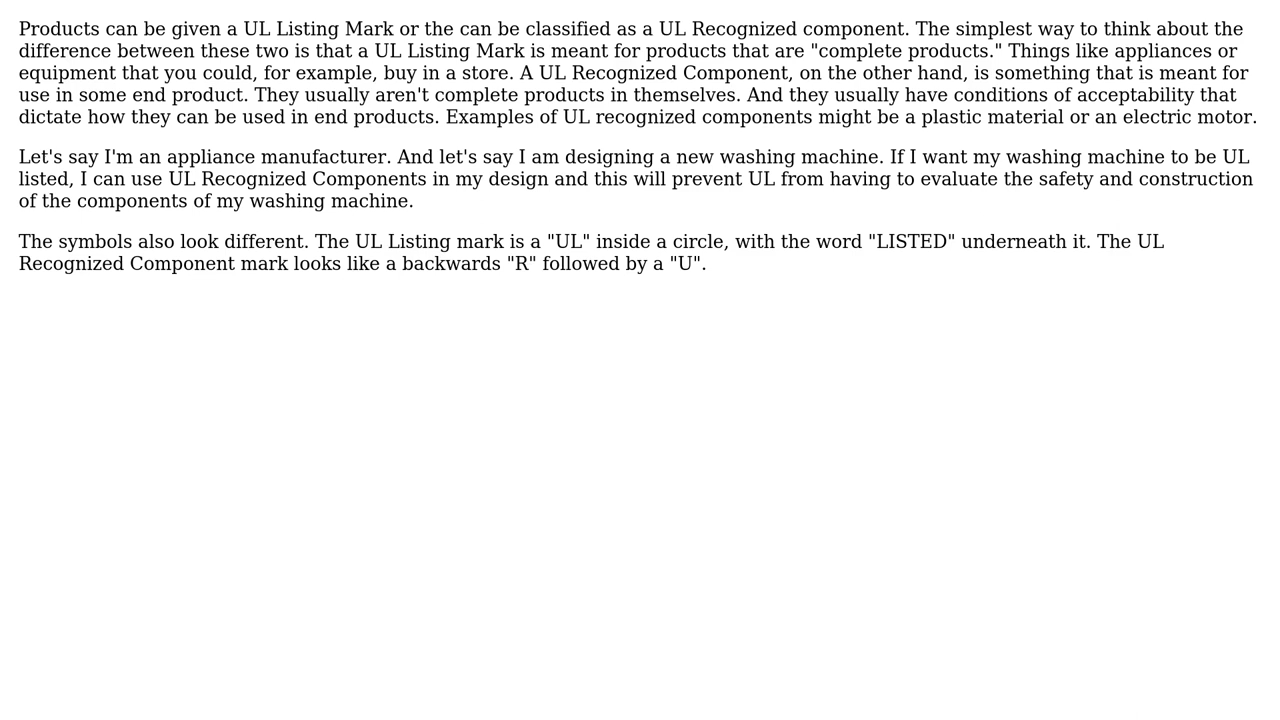 Products can be given a UL Listing Mark or the can be classified as a UL Recognized component. The simplest way to think about the
difference between these two is that a UL Listing Mark is meant for products that are "complete products." Things like appliances or
equipment that you could, for example, buy in a store. A UL Recognized Component, on the other hand, is something that is meant for
use in some end product. They usually aren't complete products in themselves. And they usually have conditions of acceptability that
dictate how they can be used in end products. Examples of UL recognized components might be a plastic material or an electric motor.
Let's say I'm an appliance manufacturer. And let's say I am designing a new washing machine. If I want my washing machine to be UL
listed, I can use UL Recognized Components in my design and this will prevent UL from having to evaluate the safety and construction
of the components of my washing machine.
The symbols also look different. The UL Listing mark is a "UL" inside a circle, with the word "LISTED" underneath it. The UL
Recognized Component mark looks like a backwards "R" followed by a "U".